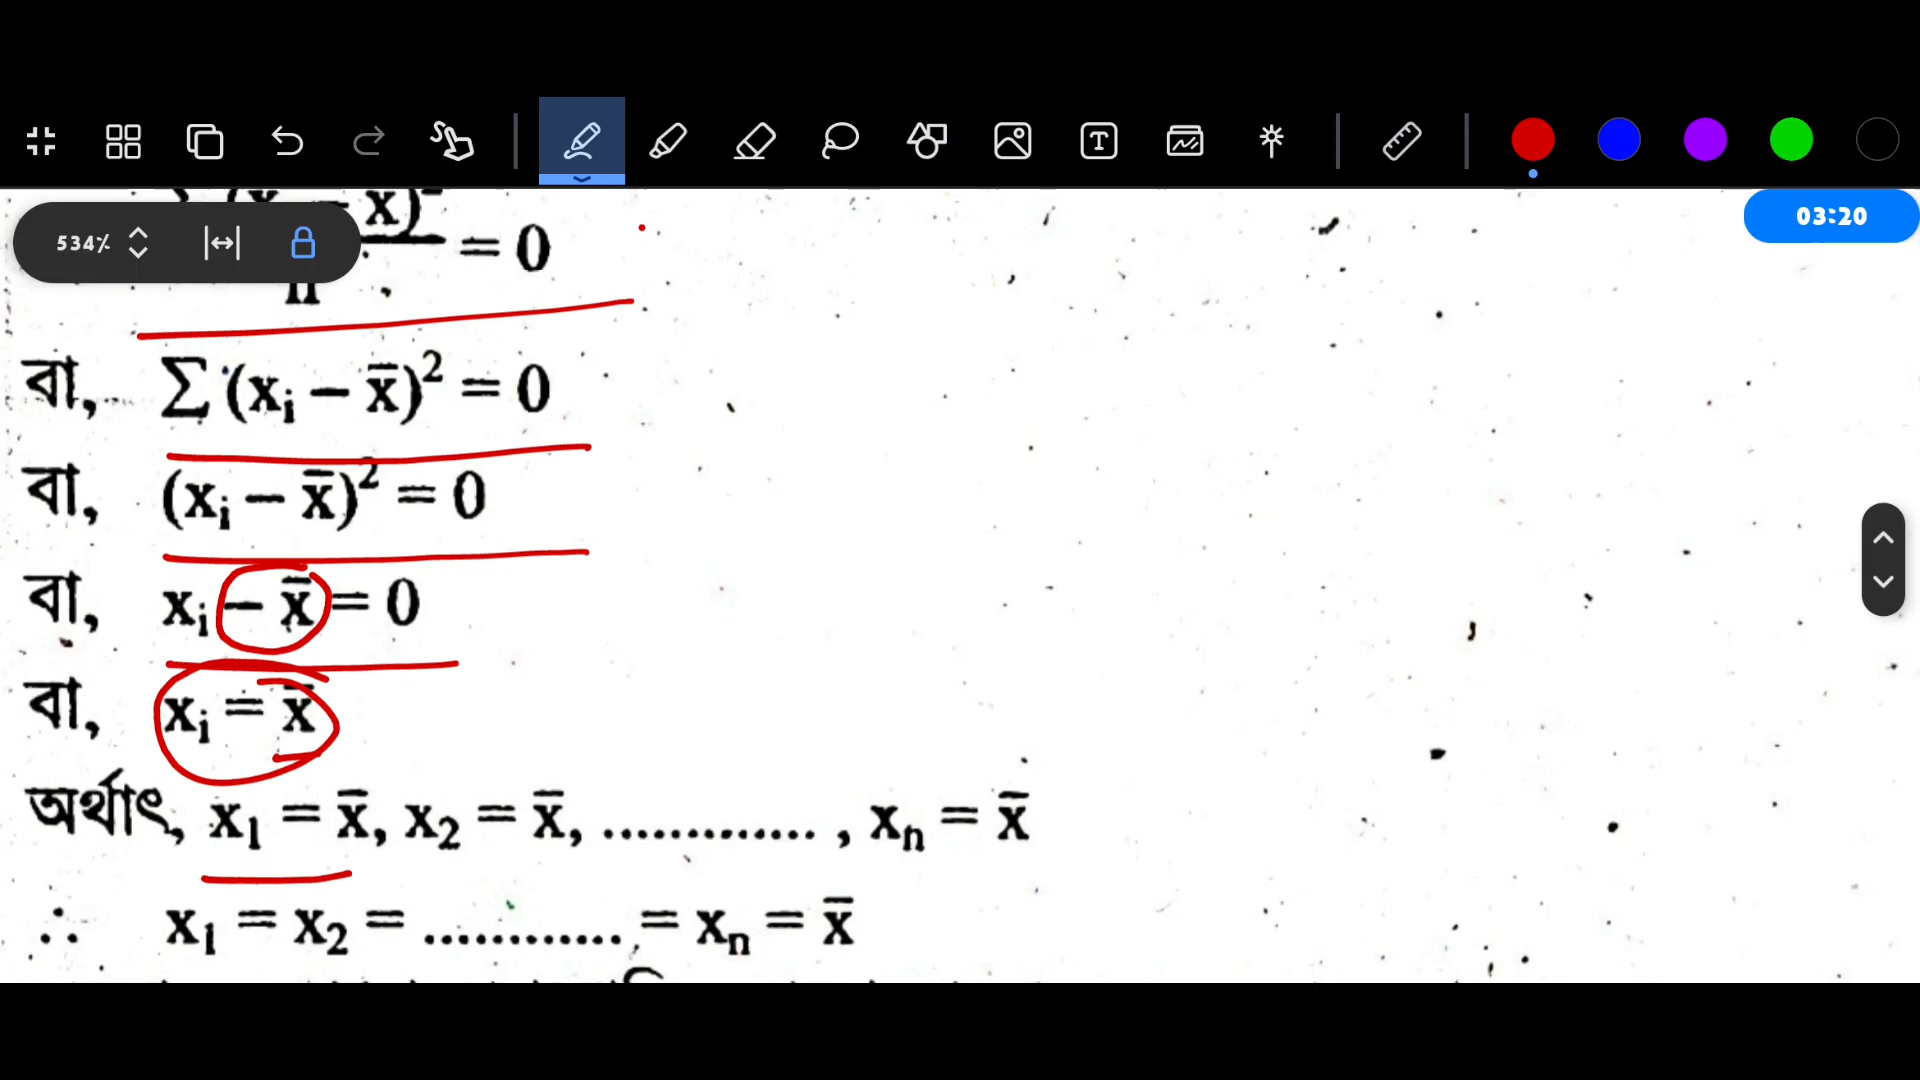 03:20
534%
x̄)² = 0
n
বা, ∑ (xᵢ – x̄)² = 0
বা, (xᵢ – x̄)² = 0
বা, xᵢ – x̄ = 0
বা, xᵢ = x̄
অর্থাৎ, x₁ = x̄, x₂ = x̄, ............. , xₙ = x̄
∴ x₁ = x₂ = ............ = xₙ = x̄